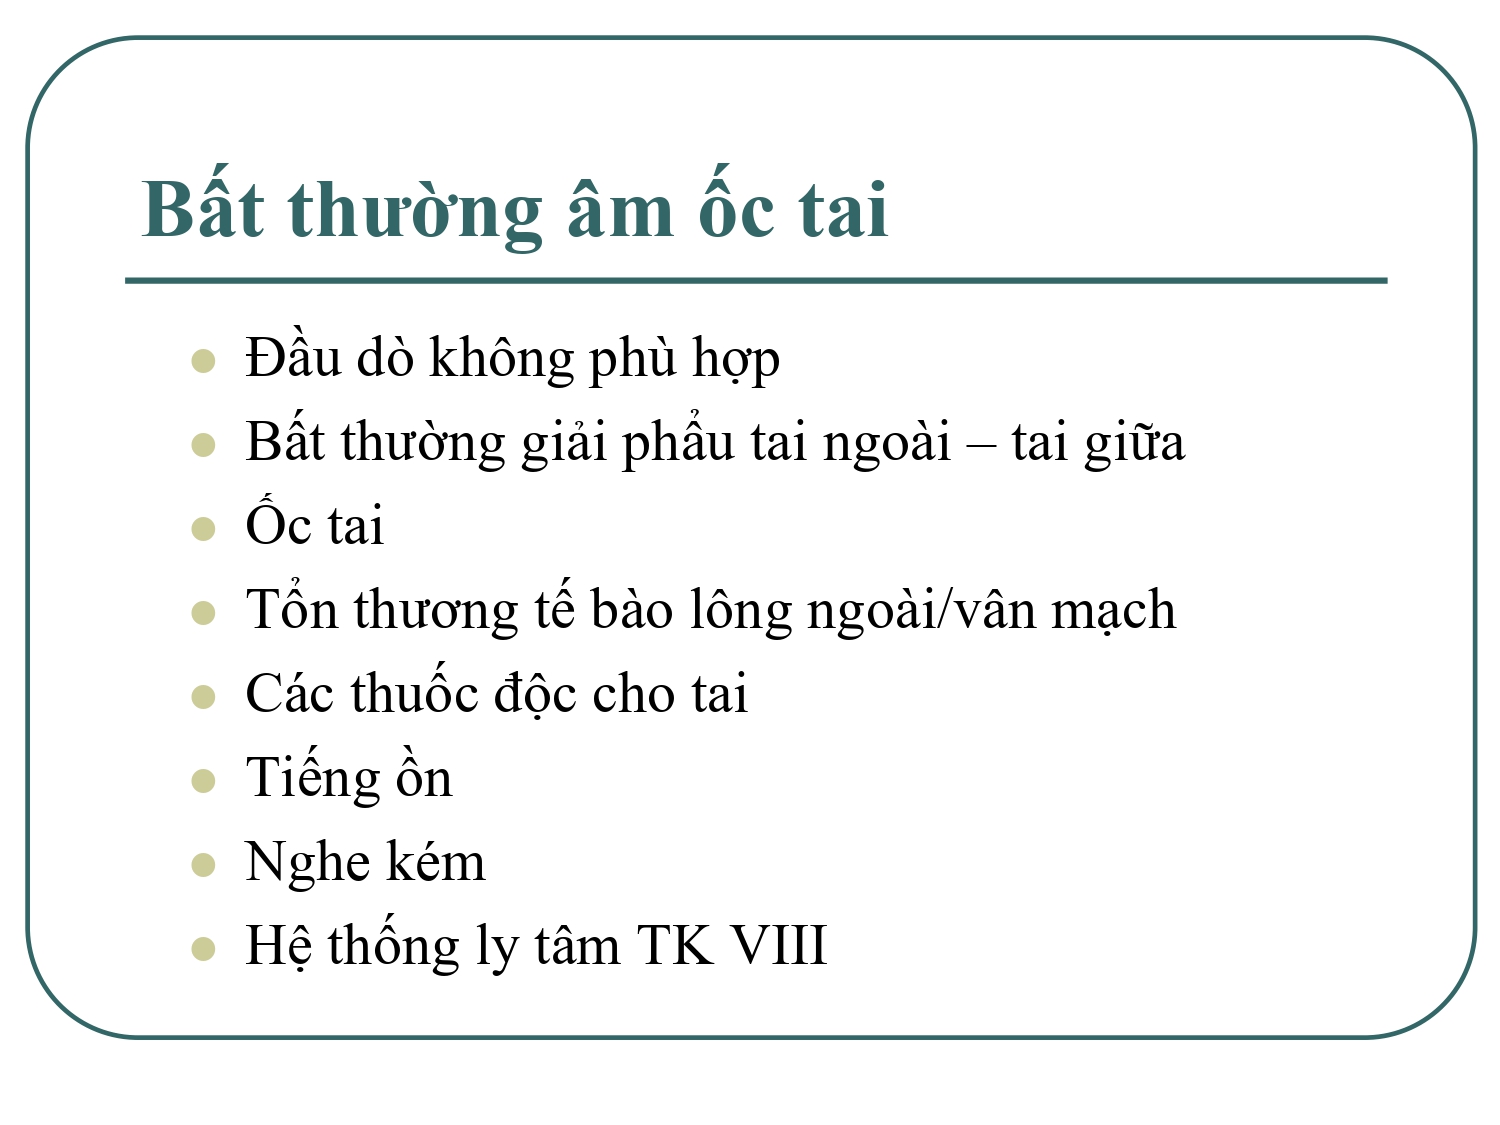 Bất thường âm ốc tai
Đầu dò không phù hợp
Bất thường giải phẩu tai ngoài – tai giữa
Ốc tai
Tổn thương tế bào lông ngoài/vân mạch
Các thuốc độc cho tai
Tiếng ồn
Nghe kém
Hệ thống ly tâm TK VIII